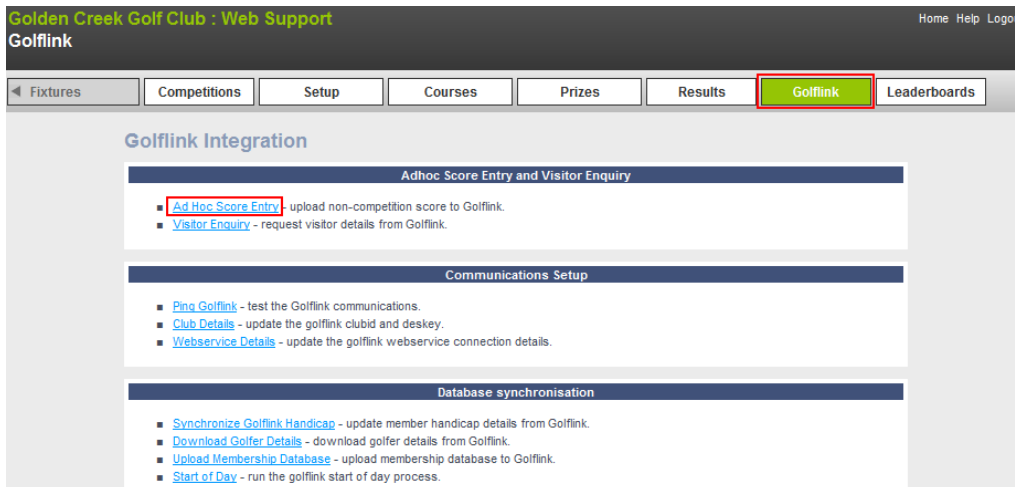 Golden Creek Golf Club : Web Support
Home Help
Golflink
Fixtures Competitions Setup Courses Prizes Results Golflink Leaderboards
Golflink Integration
Adhoc Score Entry and Visitor Enquiry
Ad Hoc Score Entry - upload non-competition score to Golflink.
Visitor Enquiry - request visitor details from Golflink.
Communications Setup
Ping Golflink - test the Golflink communications.
Club Details - update the golflink clubid and deskey.
Webservice Details - update the golflink webservice connection details.
Database synchronisation
Synchronize Golflink Handicap - update member handicap details from Golflink.
Download Golfer Details - download golfer details from Golflink.
Upload Membership Database - upload membership database to Golflink.
Start of Day - run the golflink start of day process.